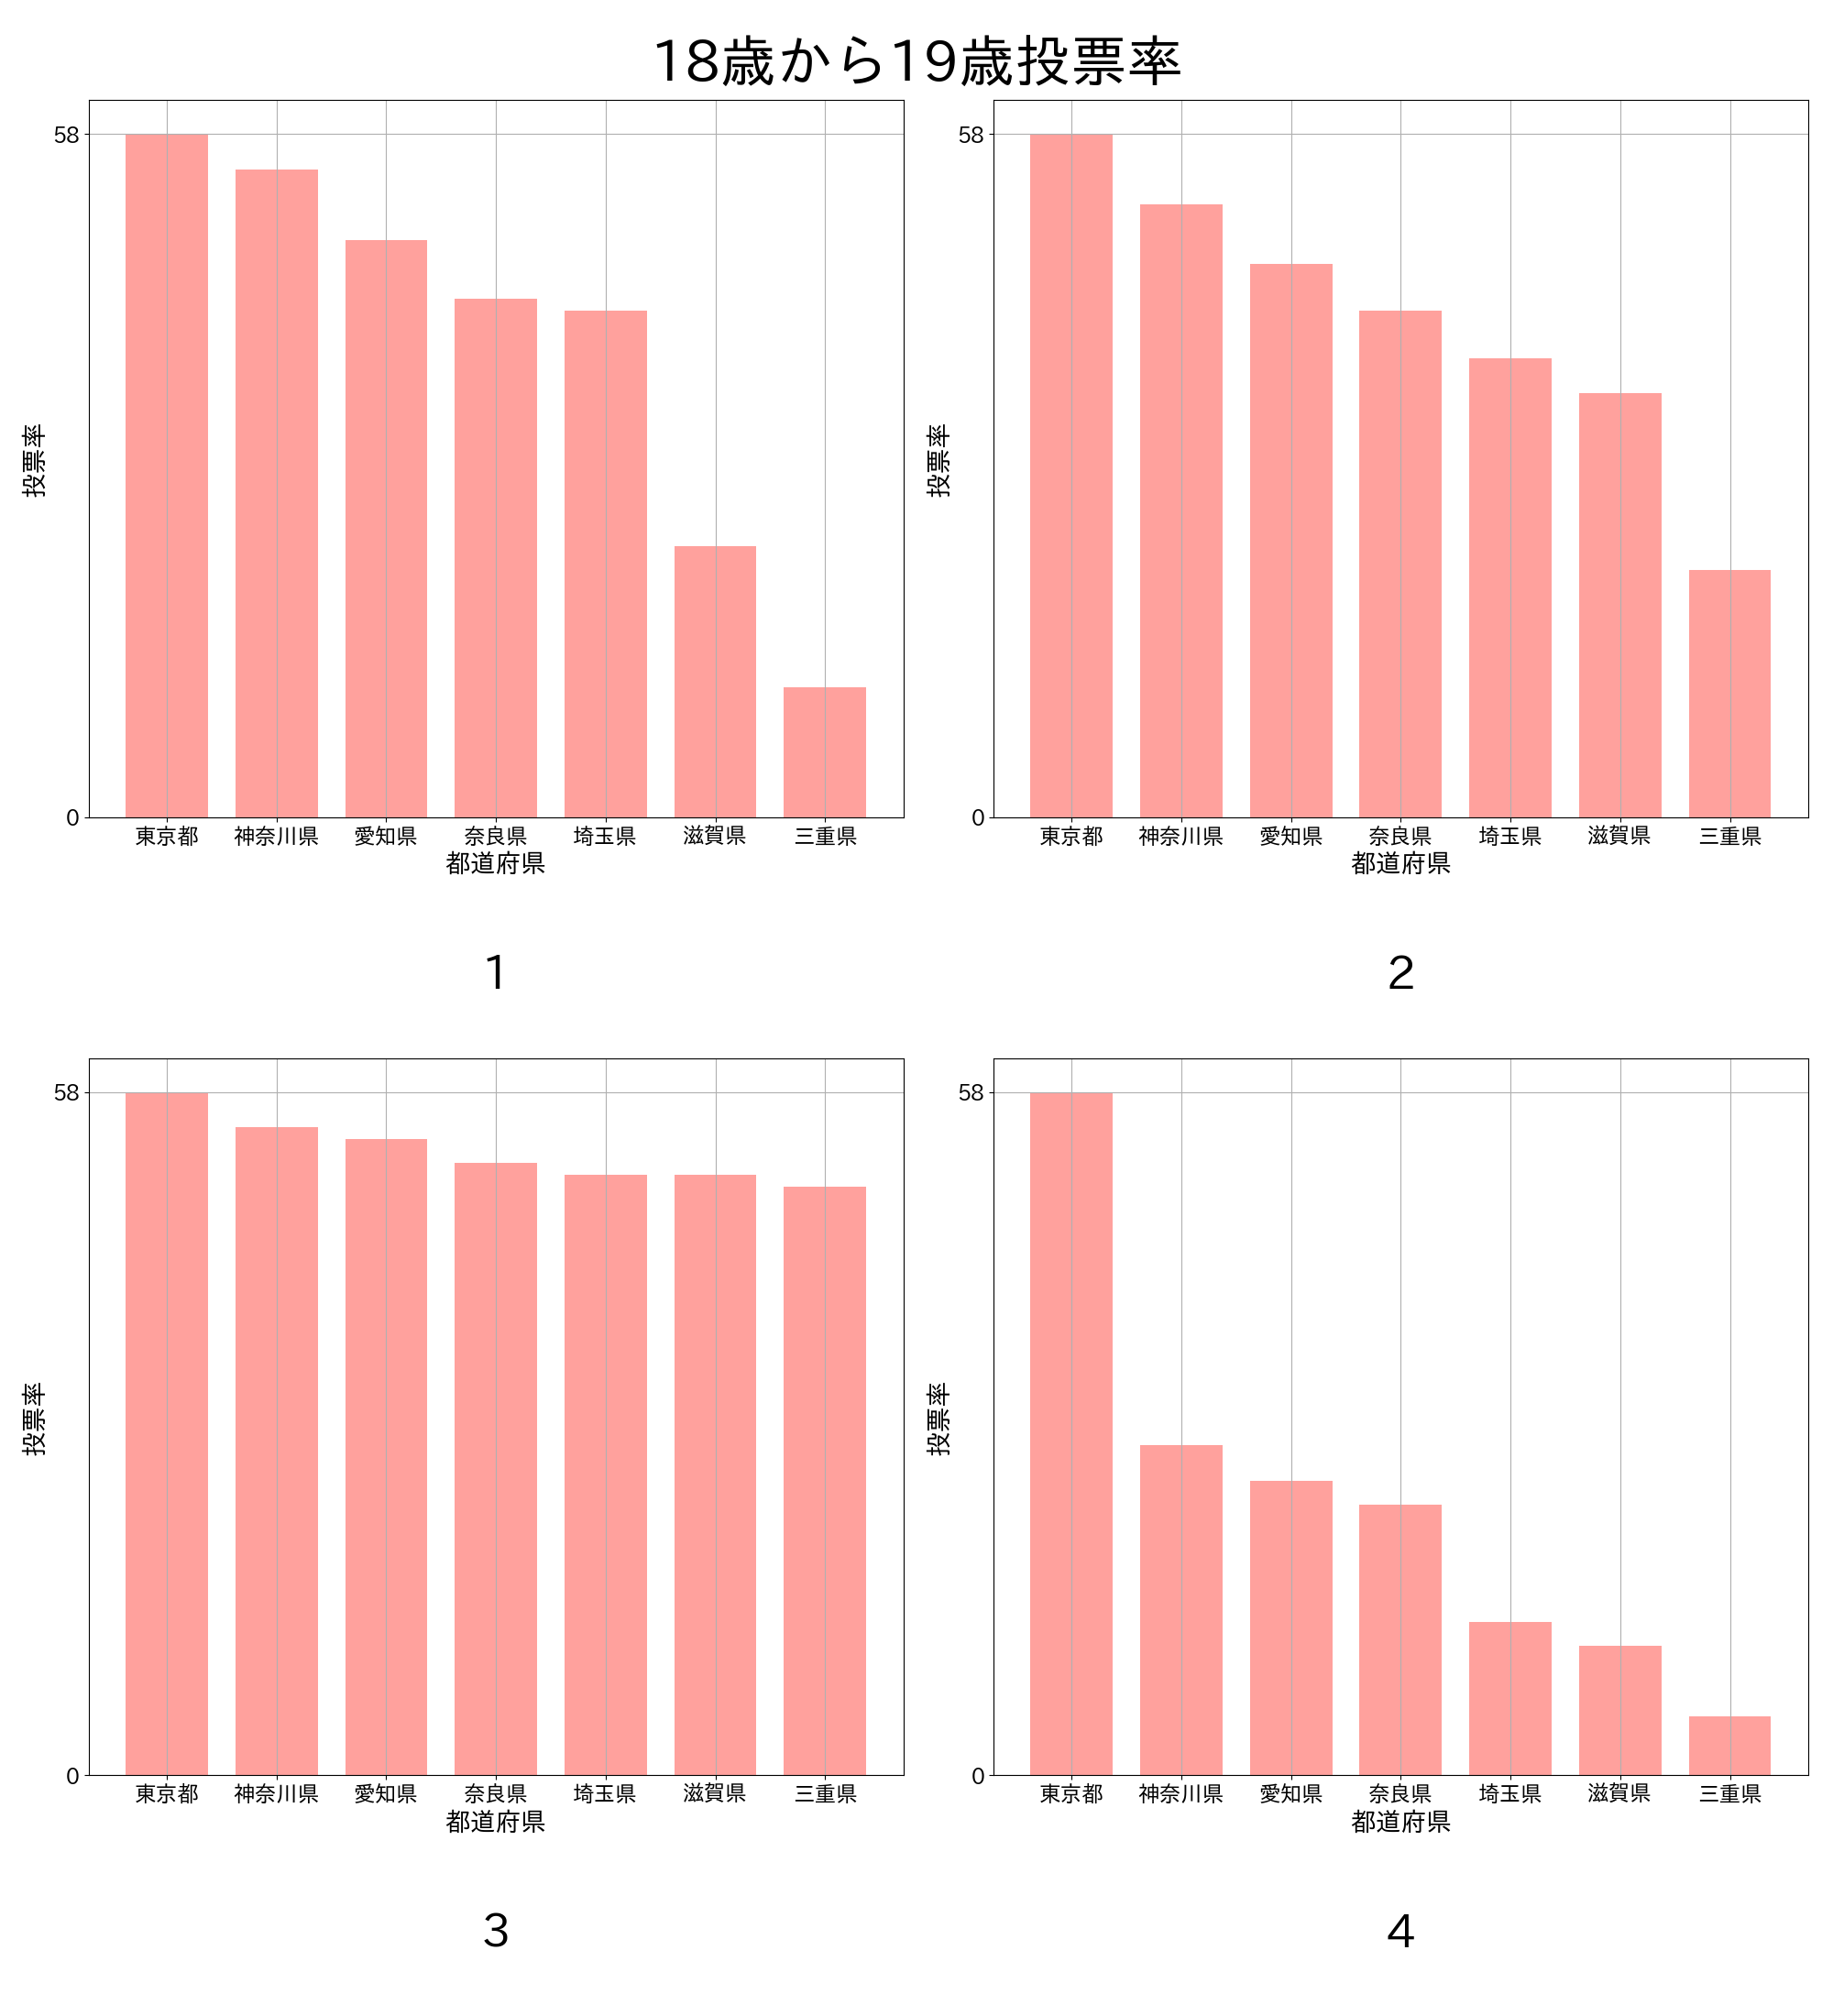 18歳から19歳投票率
58
0
投票率
東京都 神奈川県 愛知県 奈良県 埼玉県 滋賀県 三重県
都道府県
1
58
0
投票率
東京都 神奈川県 愛知県 奈良県 埼玉県 滋賀県 三重県
都道府県
2
58
0
投票率
東京都 神奈川県 愛知県 奈良県 埼玉県 滋賀県 三重県
都道府県
3
58
0
投票率
東京都 神奈川県 愛知県 奈良県 埼玉県 滋賀県 三重県
都道府県
4